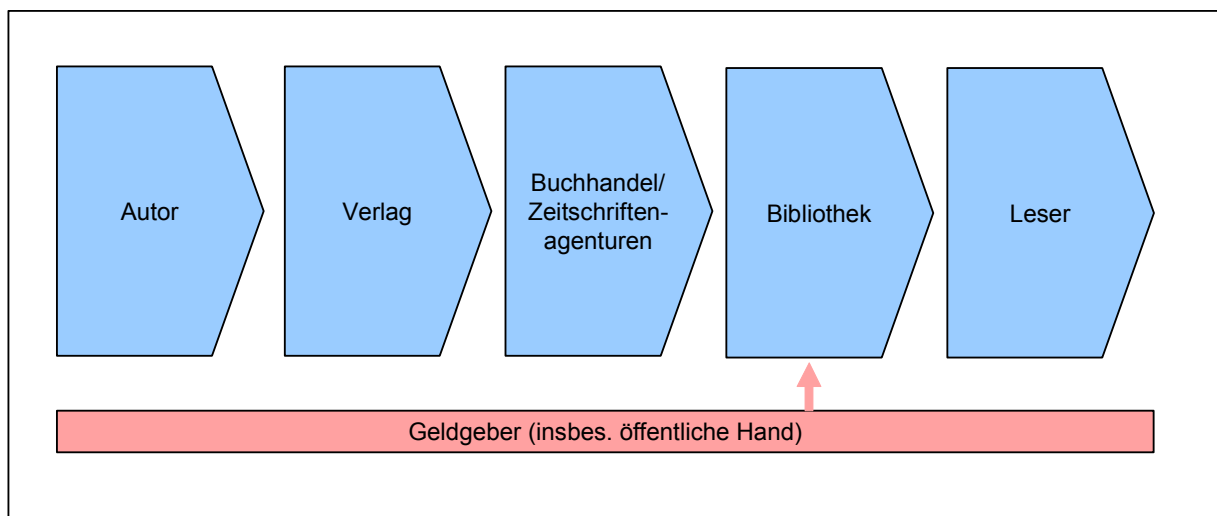 Autor
Verlag
Buchhandel/
Zeitschriften-
agenturen
Bibliothek
Leser
Geldgeber (insbes. öffentliche Hand)